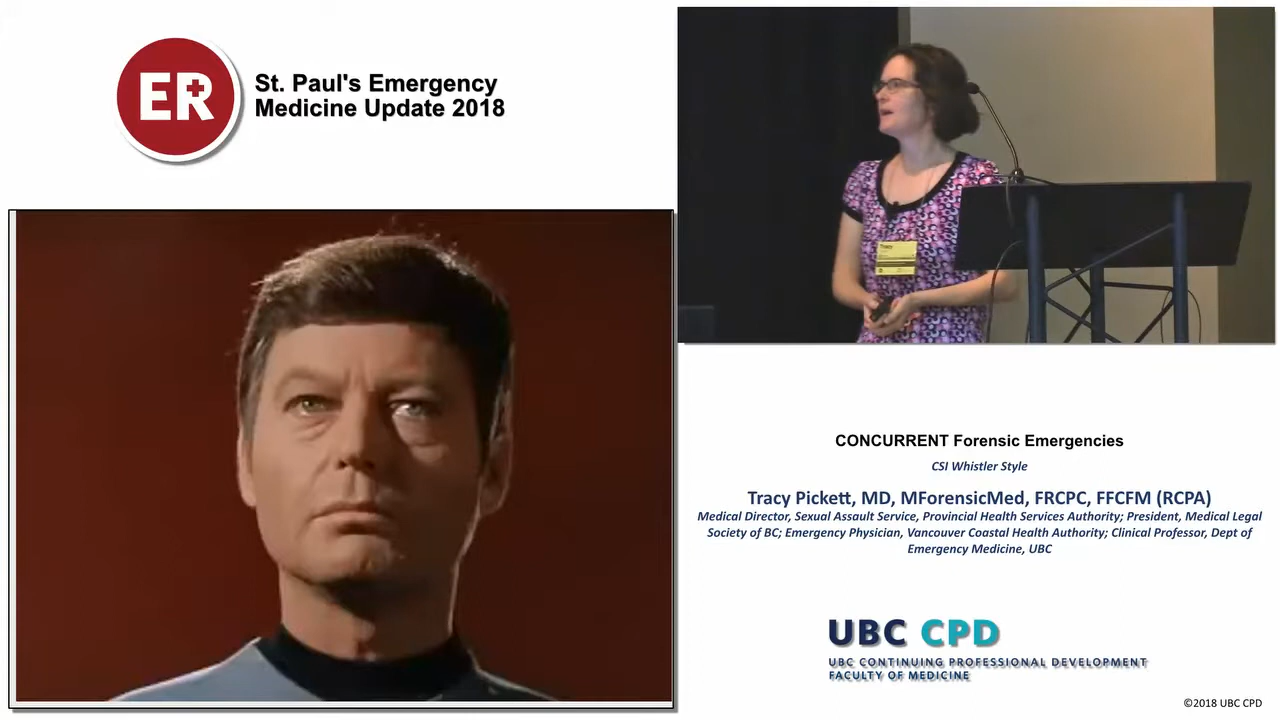 ER
St. Paul's Emergency
Medicine Update 2018
Tracy
CONCURRENT Forensic Emergencies
CSI Whistler Style
Tracy Pickett, MD, MForensicMed, FRCPC, FFCFM (RCPA)
Medical Director, Sexual Assault Service, Provincial Health Services Authority; President, Medical Legal
Society of BC; Emergency Physician, Vancouver Coastal Health Authority; Clinical Professor, Dept of
Emergency Medicine, UBC
UBC CPD
UBC CONTINUING PROFESSIONAL DEVELOPMENT
FACULTY OF MEDICINE
©2018 UBC CPD